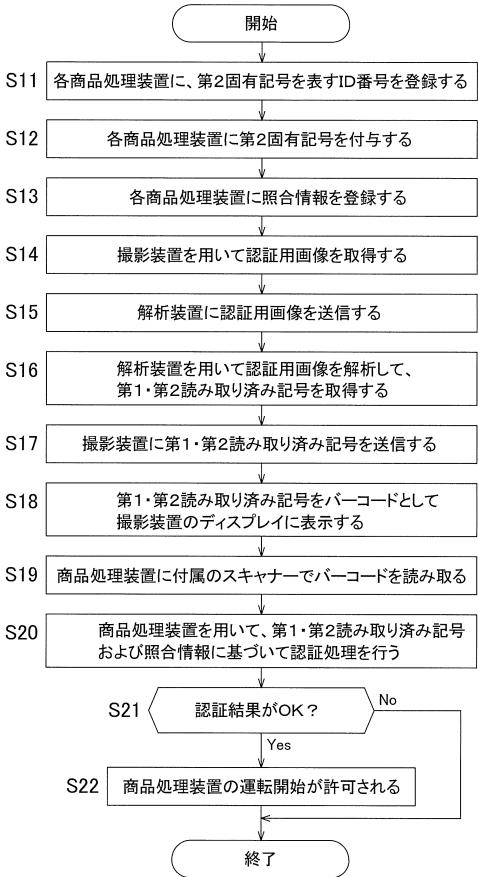 開始
S11 各商品処理装置に、第２固有記号を表すID番号を登録する
S12 各商品処理装置に第２固有記号を付与する
S13 各商品処理装置に照合情報を登録する
S14 撮影装置を用いて認証用画像を取得する
S15 解析装置に認証用画像を送信する
S16 解析装置を用いて認証用画像を解析して、
第１・第２読み取り済み記号を取得する
S17 撮影装置に第１・第２読み取り済み記号を送信する
S18 第１・第２読み取り済み記号をバーコードとして
撮影装置のディスプレイに表示する
S19 商品処理装置に付属のスキャナーでバーコードを読み取る
S20 商品処理装置を用いて、第１・第２読み取り済み記号
および照合情報に基づいて認証処理を行う
S21 認証結果がＯＫ？ No
Yes
S22 商品処理装置の運転開始が許可される
終了